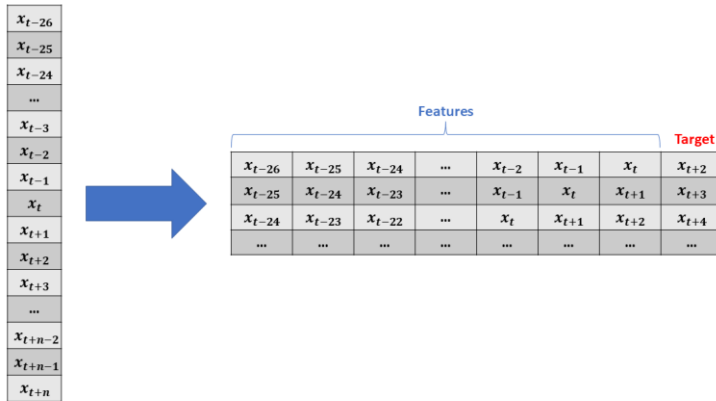 x_{t-26}
x_{t-25}
x_{t-24}
...
x_{t-3}
x_{t-2}
x_{t-1}
x_t
x_{t+1}
x_{t+2}
x_{t+3}
...
x_{t+n-2}
x_{t+n-1}
x_{t+n}
Features
Target
x_{t-26} x_{t-25} x_{t-24} ... x_{t-2} x_{t-1} x_t x_{t+2}
x_{t-25} x_{t-24} x_{t-23} ... x_{t-1} x_t x_{t+1} x_{t+3}
x_{t-24} x_{t-23} x_{t-22} ... x_t x_{t+1} x_{t+2} x_{t+4}
... ... ... ... ... ... ... ...